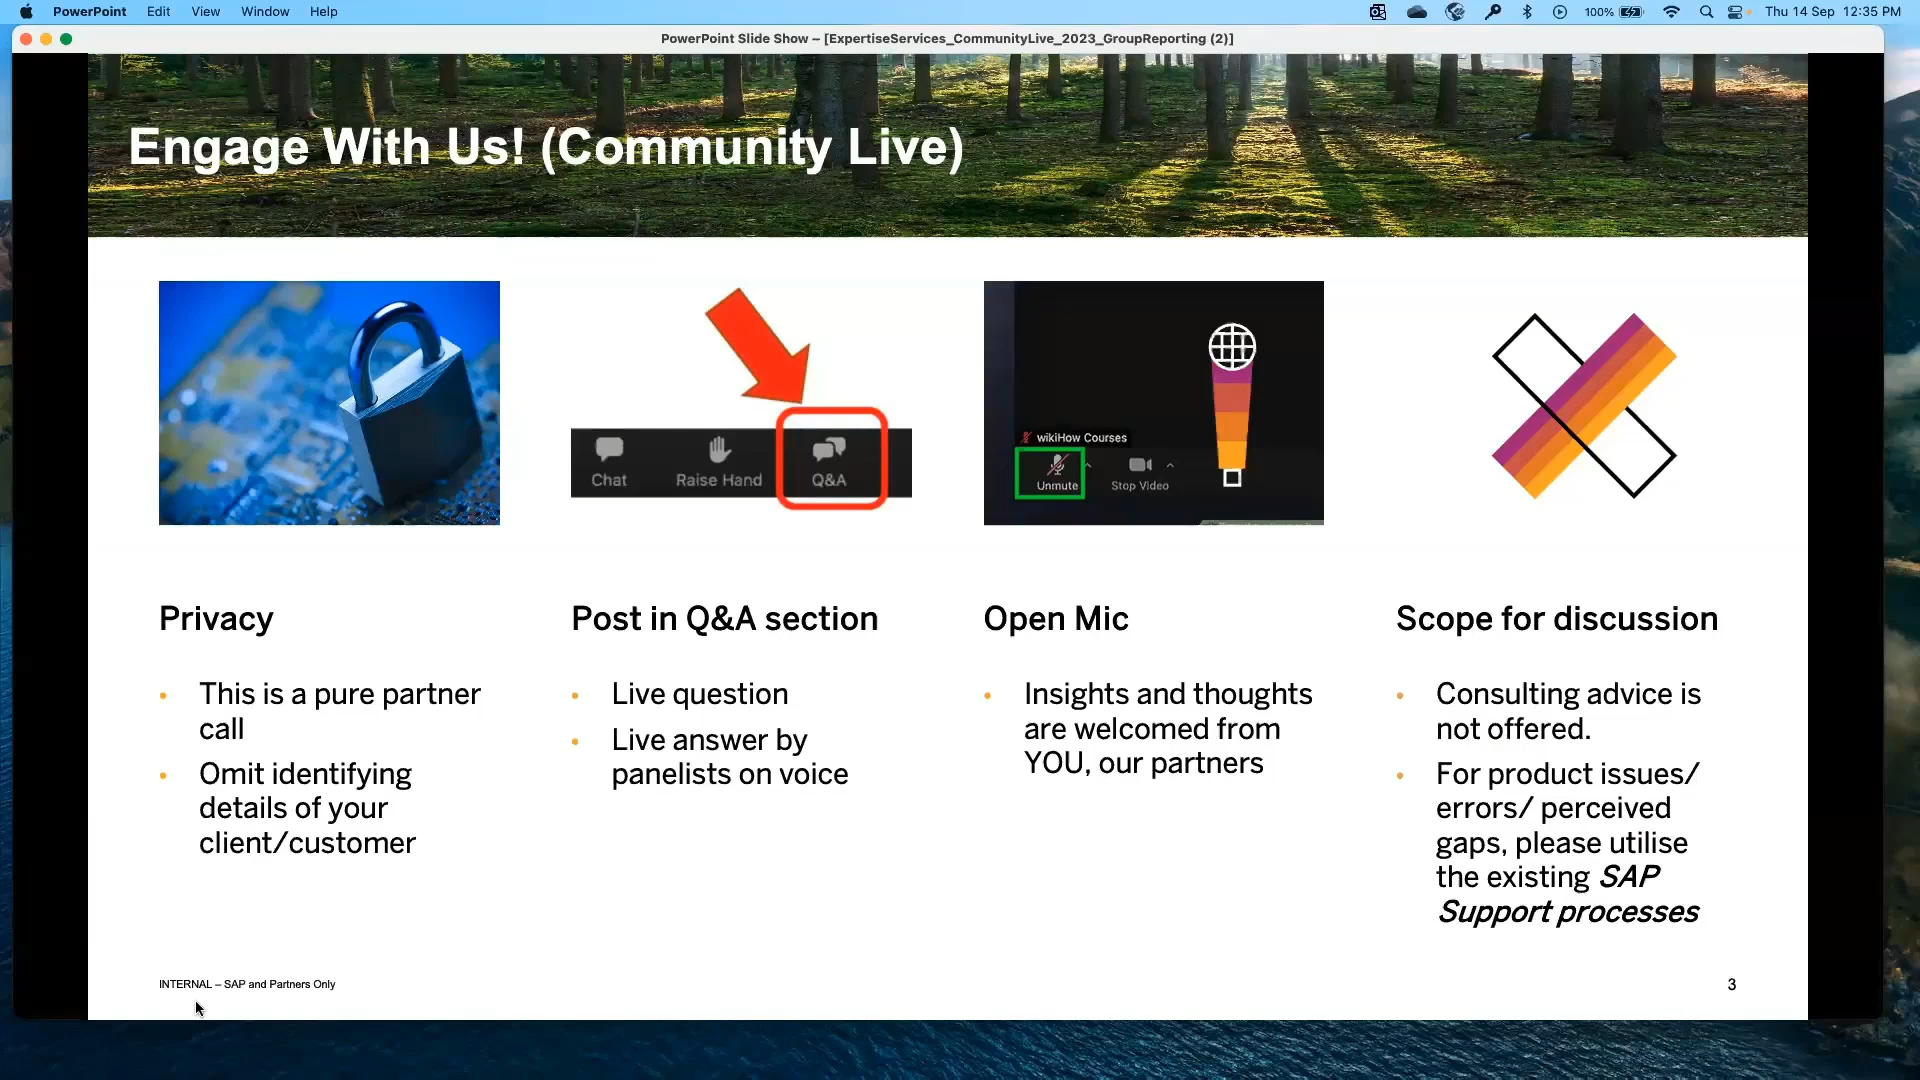 PowerPoint Edit View Window Help 100% Thu 14 Sep 12:35 PM
PowerPoint Slide Show – [ExpertiseServices_CommunityLive_2023_GroupReporting (2)]
Engage With Us! (Community Live)
Chat Raise Hand Q&A
wikiHow Courses
Unmute Stop Video
Privacy
• This is a pure partner
call
• Omit identifying
details of your
client/customer
Post in Q&A section
• Live question
• Live answer by
panelists on voice
Open Mic
• Insights and thoughts
are welcomed from
YOU, our partners
Scope for discussion
• Consulting advice is
not offered.
• For product issues/
errors/ perceived
gaps, please utilise
the existing SAP
Support processes
INTERNAL – SAP and Partners Only
3